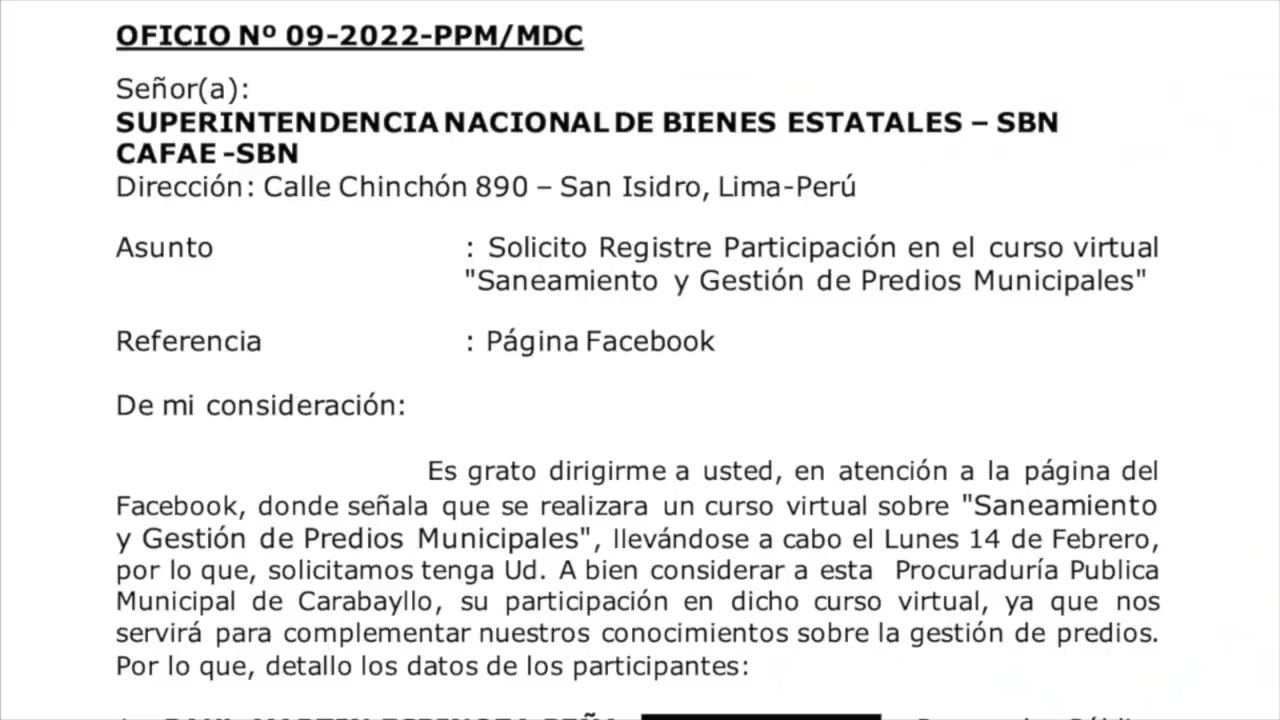 OFICIO Nº 09-2022-PPM/MDC
Señor(a):
SUPERINTENDENCIA NACIONAL DE BIENES ESTATALES – SBN
CAFAE -SBN
Dirección: Calle Chinchón 890 – San Isidro, Lima-Perú
Asunto : Solicito Registre Participación en el curso virtual
"Saneamiento y Gestión de Predios Municipales"
Referencia : Página Facebook
De mi consideración:
Es grato dirigirme a usted, en atención a la página del
Facebook, donde señala que se realizara un curso virtual sobre "Saneamiento
y Gestión de Predios Municipales", llevándose a cabo el Lunes 14 de Febrero,
por lo que, solicitamos tenga Ud. A bien considerar a esta Procuraduría Publica
Municipal de Carabayllo, su participación en dicho curso virtual, ya que nos
servirá para complementar nuestros conocimientos sobre la gestión de predios.
Por lo que, detallo los datos de los participantes: